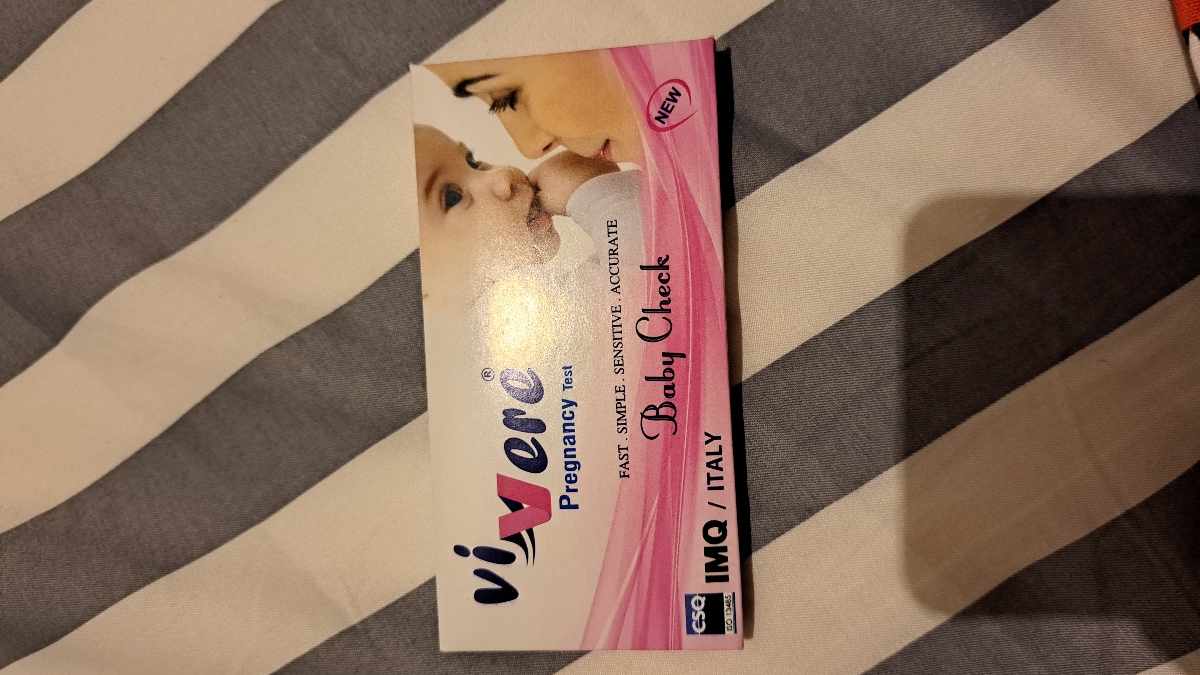 viVere®
Pregnancy Test
FAST . SIMPLE . SENSITIVE . ACCURATE
Baby Check
NEW
CSQ
ISO 13485
IMQ / ITALY